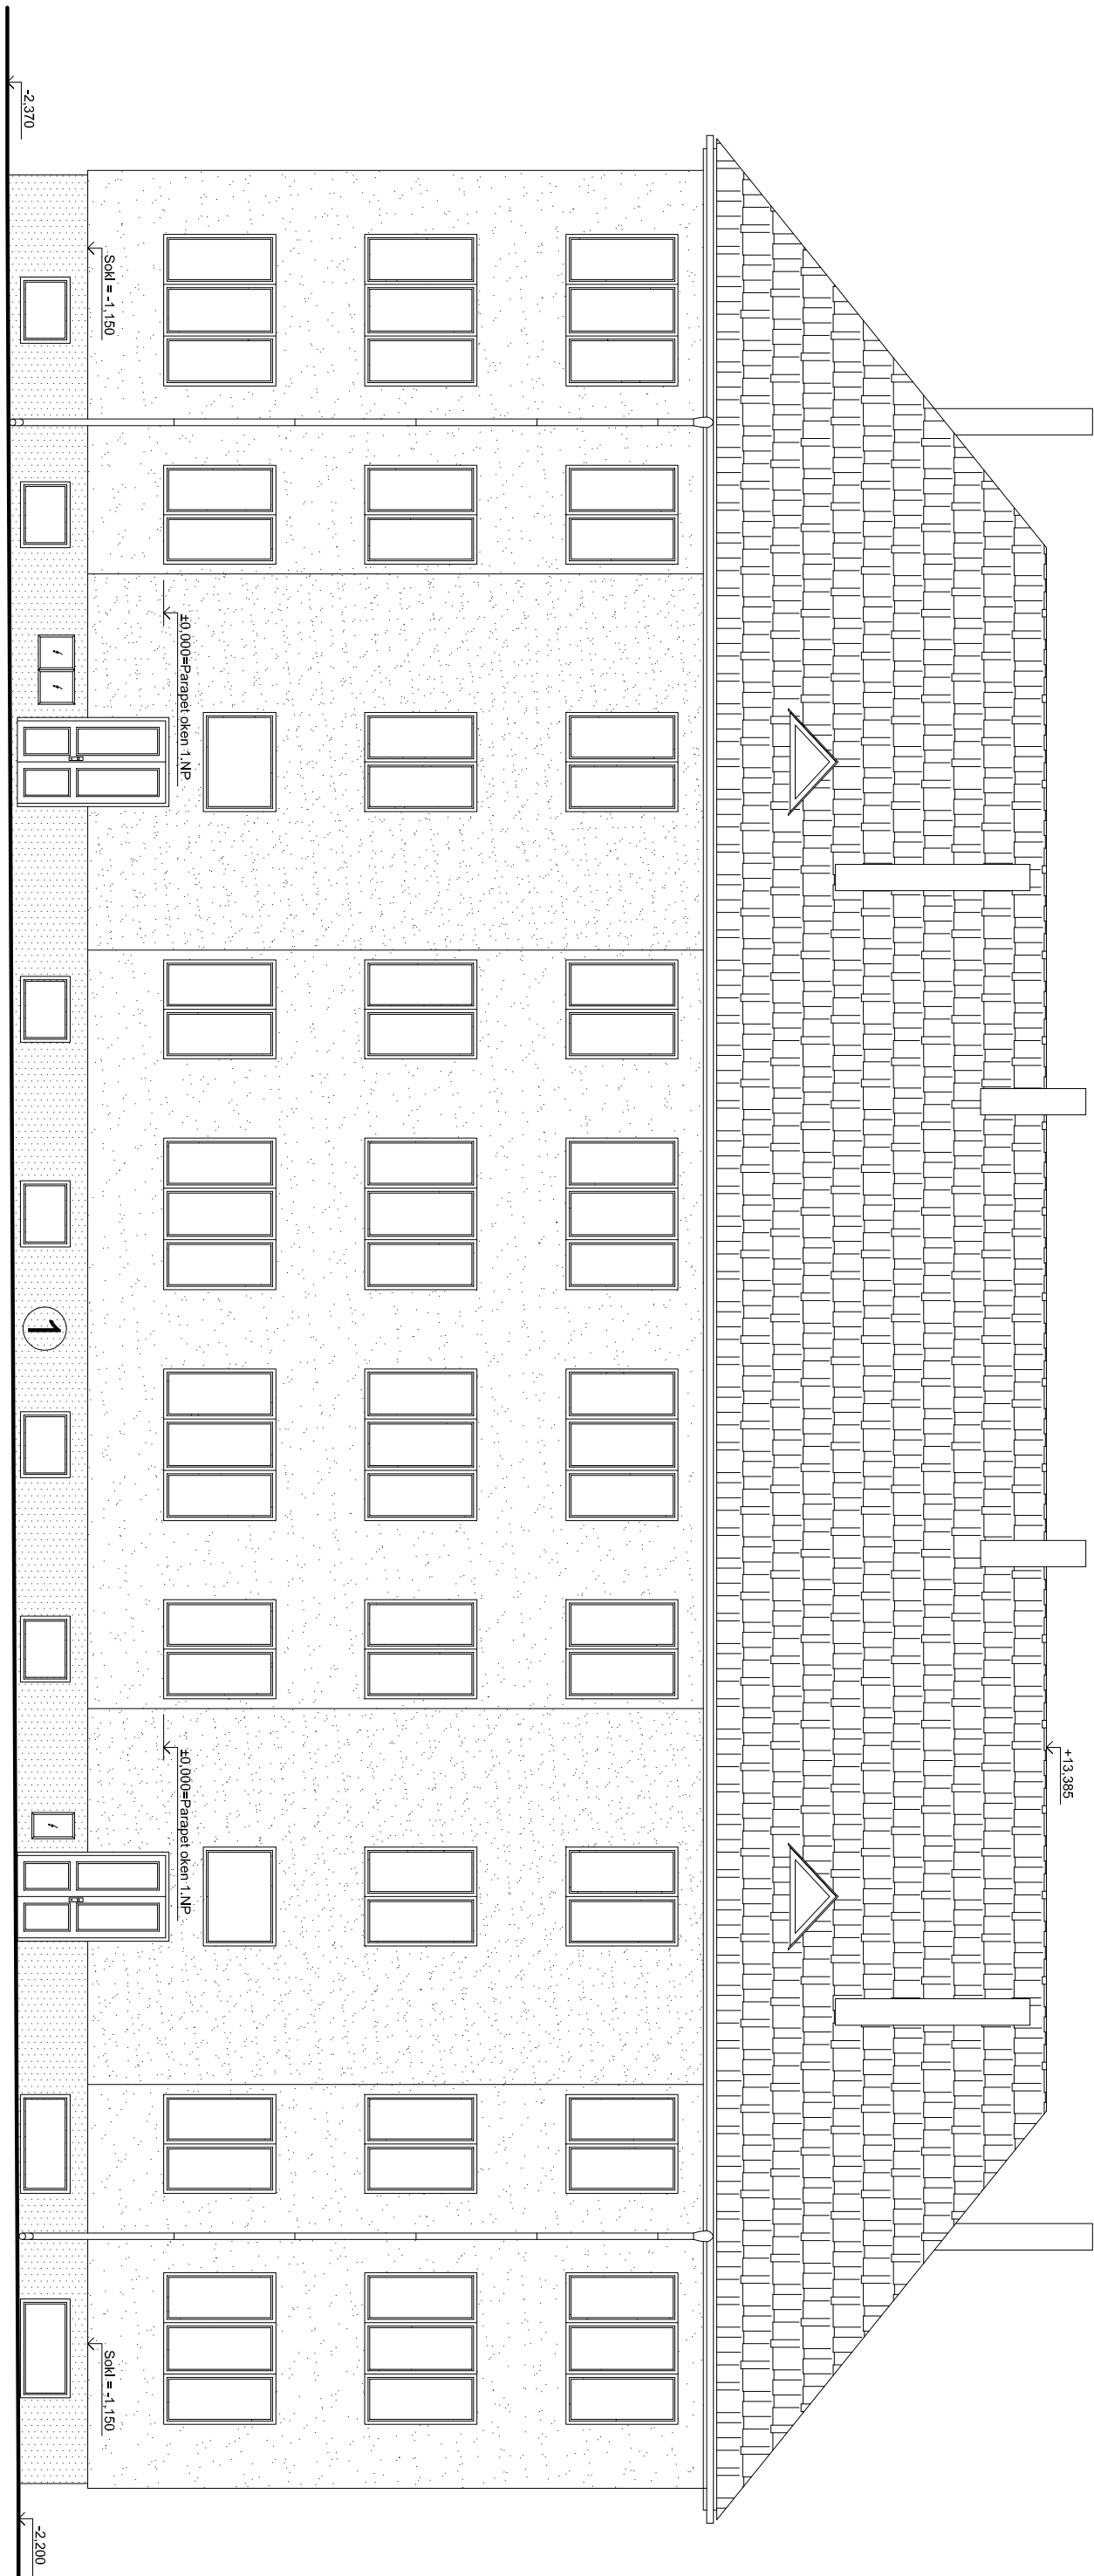 +13,385
±0,000=Parapet oken 1.NP
±0,000=Parapet oken 1.NP
Sokl = -1,150
Sokl = -1,150
1
-2,370
-2,200